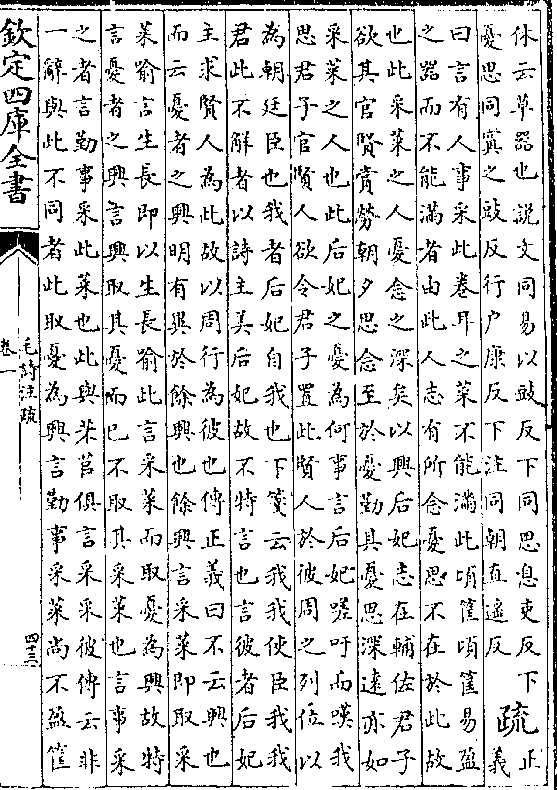 休云草器也説文同易以豉反下同思息吏反下
憂思同寘之豉反行户康反下注同朝直遥反
疏
正義
曰言有人事采此卷耳之菜不能滿此頃筐頃筐易盈
之器而不能滿者由此人志有所念憂思不在於此故
也此采菜之人憂念之深矣以興后妃志在輔佐君子
欲其官賢賞勞朝夕思念至於憂勤其憂思深遠亦如
采菜之人也此后妃之憂為何事言后妃嗟吁而嘆我
思君子官賢人欲令君子置此賢人於彼周之列位以
為朝廷臣也我者后妃自我也下箋云我我使臣我我
君此不解者以詩主美后妃故不特言也言彼者后妃
主求賢人為此故以周行為彼也傳正義曰不云興也
而云憂者之興明有異於餘興也餘興言采菜即取采
菜喻言生長即以生長喻此言采菜而取憂為興故特
言憂者之興言興取其憂而已不取其采菜也言事采
之者言勤事采此菜也此與芣苢俱言采采彼傳云非
一辭與此不同者此取憂為興言勤事采菜尚不盈筐
欽定四庫全書
毛詩注疏
卷一
四十三